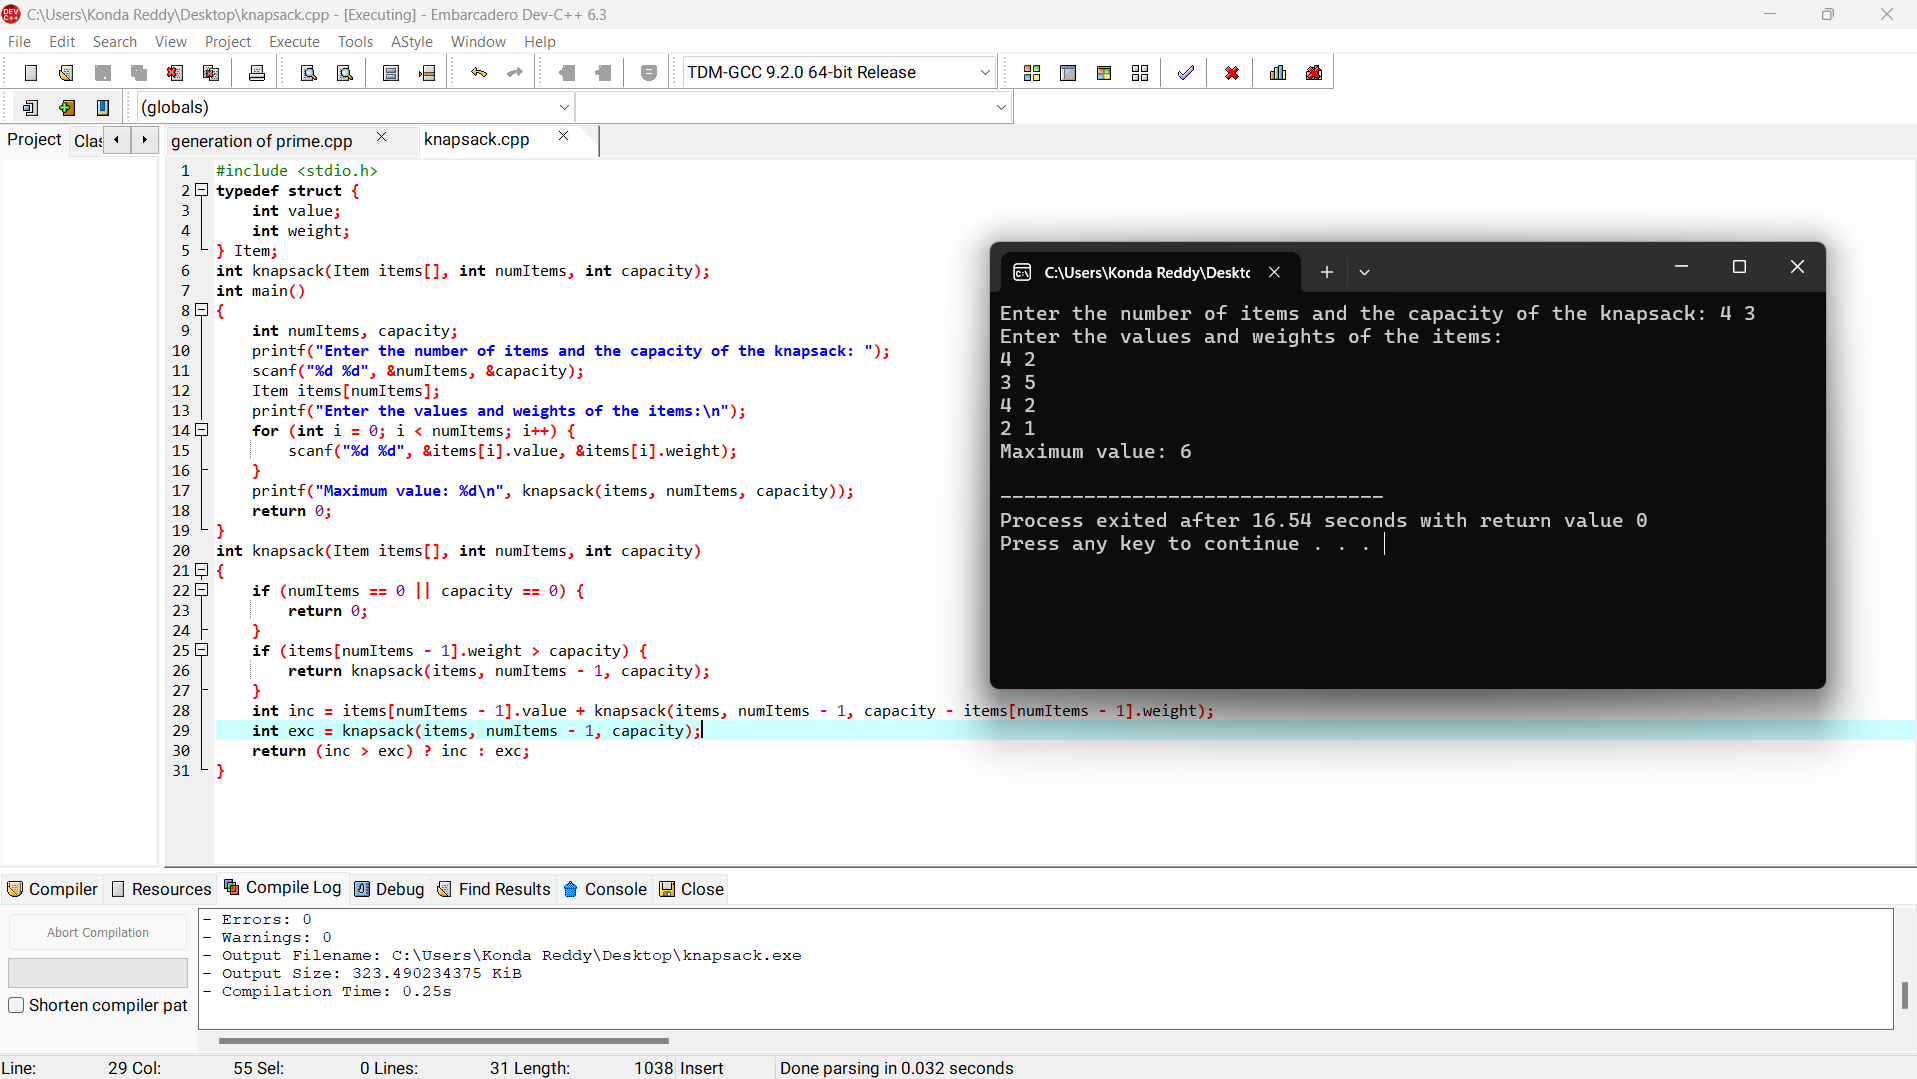 C:\Users\Konda Reddy\Desktop\knapsack.cpp - [Executing] - Embarcadero Dev-C++ 6.3
File Edit Search View Project Execute Tools AStyle Window Help
TDM-GCC 9.2.0 64-bit Release
(globals)
Project Clas generation of prime.cpp knapsack.cpp
1 #include <stdio.h>
2 typedef struct {
3 int value;
4 int weight;
5 } Item;
6 int knapsack(Item items[], int numItems, int capacity);
7 int main()
8 {
9 int numItems, capacity;
10 printf("Enter the number of items and the capacity of the knapsack: ");
11 scanf("%d %d", &numItems, &capacity);
12 Item items[numItems];
13 printf("Enter the values and weights of the items:\n");
14 for (int i = 0; i < numItems; i++) {
15 scanf("%d %d", &items[i].value, &items[i].weight);
16 }
17 printf("Maximum value: %d\n", knapsack(items, numItems, capacity));
18 return 0;
19 }
20 int knapsack(Item items[], int numItems, int capacity)
21 {
22 if (numItems == 0 || capacity == 0) {
23 return 0;
24 }
25 if (items[numItems - 1].weight > capacity) {
26 return knapsack(items, numItems - 1, capacity);
27 }
28 int inc = items[numItems - 1].value + knapsack(items, numItems - 1, capacity - items[numItems - 1].weight);
29 int exc = knapsack(items, numItems - 1, capacity);
30 return (inc > exc) ? inc : exc;
31 }
C:\Users\Konda Reddy\Deskto
Enter the number of items and the capacity of the knapsack: 4 3
Enter the values and weights of the items:
4 2
3 5
4 2
2 1
Maximum value: 6
--------------------------------
Process exited after 16.54 seconds with return value 0
Press any key to continue . . .
Compiler Resources Compile Log Debug Find Results Console Close
Abort Compilation
Shorten compiler pat
- Errors: 0
- Warnings: 0
- Output Filename: C:\Users\Konda Reddy\Desktop\knapsack.exe
- Output Size: 323.490234375 KiB
- Compilation Time: 0.25s
Line: 29 Col: 55 Sel: 0 Lines: 31 Length: 1038 Insert Done parsing in 0.032 seconds